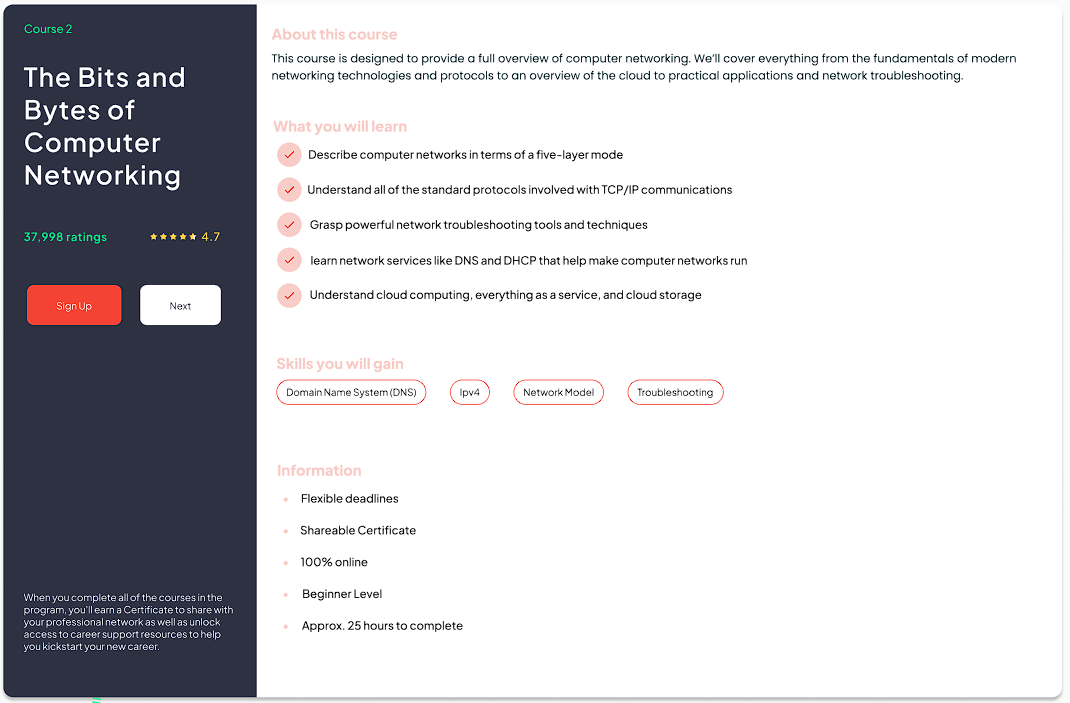 Course 2
The Bits and
Bytes of
Computer
Networking
37,998 ratings
4.7
Sign Up
Next
When you complete all of the courses in the
program, you'll earn a Certificate to share with
your professional network as well as unlock
access to career support resources to help
you kickstart your new career.
About this course
This course is designed to provide a full overview of computer networking. We'll cover everything from the fundamentals of modern
networking technologies and protocols to an overview of the cloud to practical applications and network troubleshooting.
What you will learn
Describe computer networks in terms of a five-layer mode
Understand all of the standard protocols involved with TCP/IP communications
Grasp powerful network troubleshooting tools and techniques
learn network services like DNS and DHCP that help make computer networks run
Understand cloud computing, everything as a service, and cloud storage
Skills you will gain
Domain Name System (DNS)
Ipv4
Network Model
Troubleshooting
Information
Flexible deadlines
Shareable Certificate
100% online
Beginner Level
Approx. 25 hours to complete